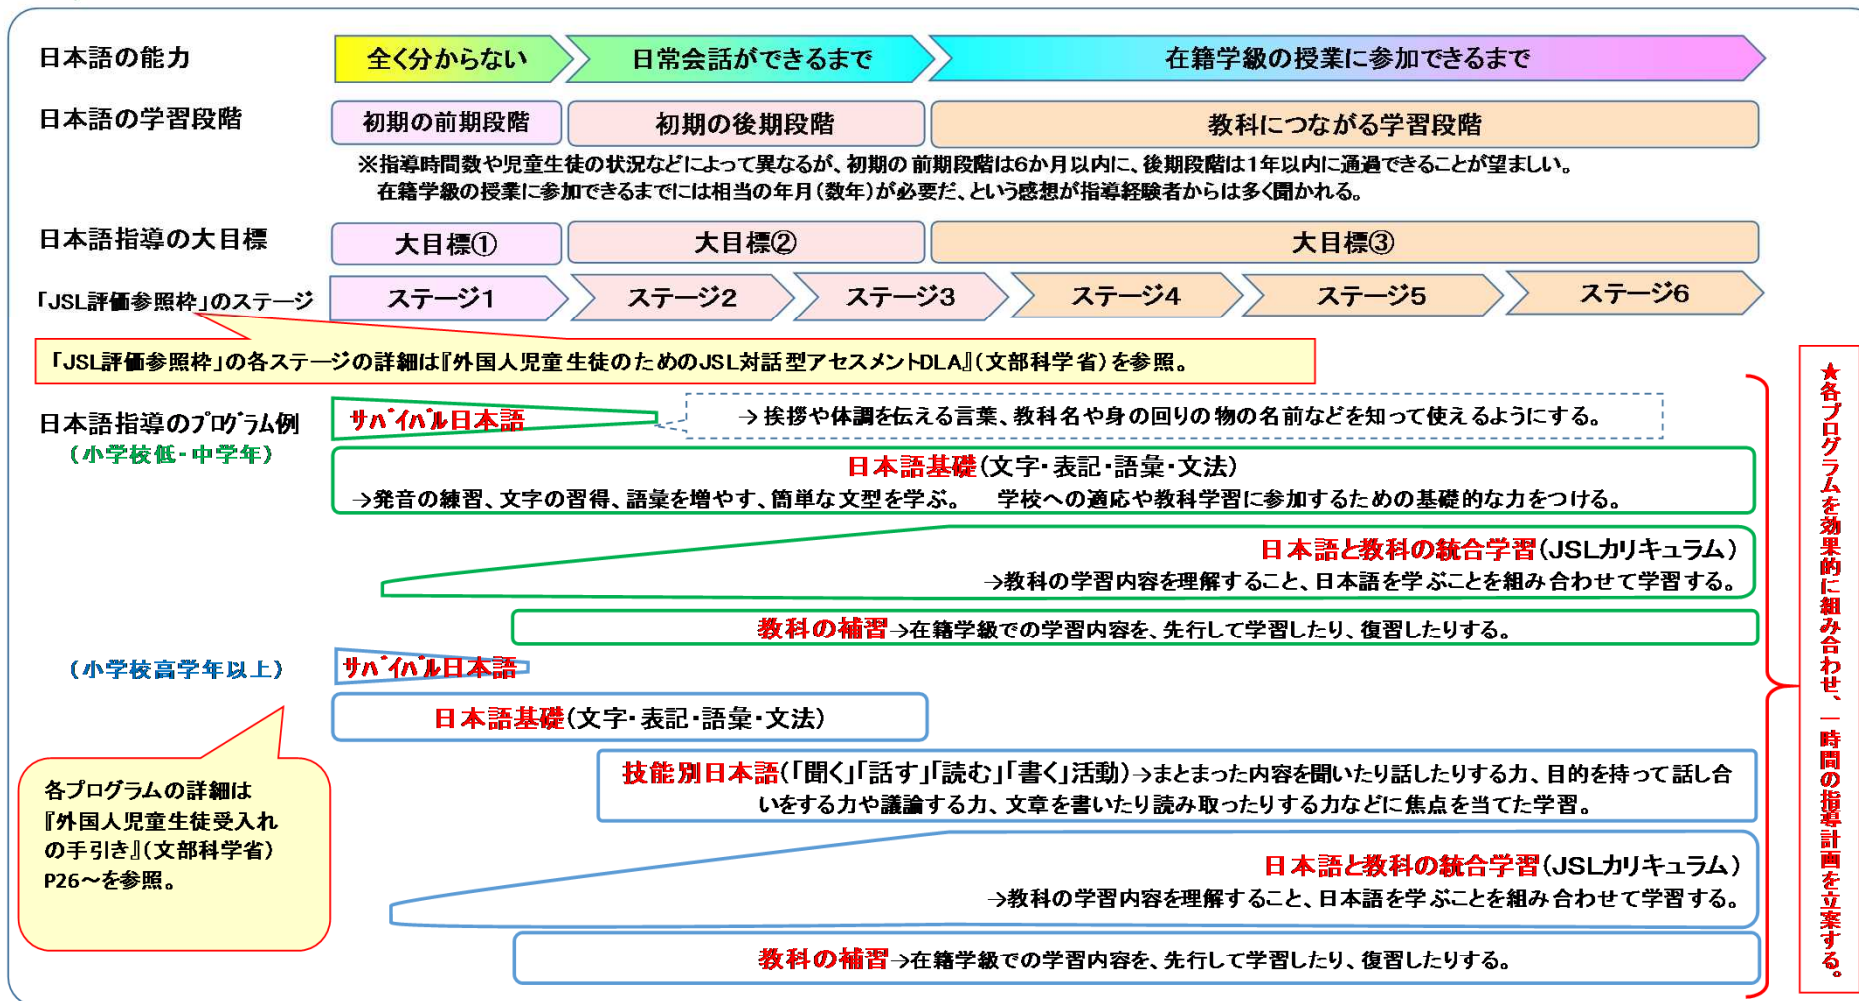 日本語の能力
全く分からない
日常会話ができるまで
在籍学級の授業に参加できるまで
日本語の学習段階
初期の前期段階
初期の後期段階
教科につながる学習段階
※指導時間数や児童生徒の状況などによって異なるが、初期の前期段階は6か月以内に、後期段階は1年以内に通過できることが望ましい。
在籍学級の授業に参加できるまでには相当の年月(数年)が必要だ、という感想が指導経験者からは多く聞かれる。
日本語指導の大目標
大目標①
大目標②
大目標③
「JSL評価参照枠」のステージ
ステージ1
ステージ2
ステージ3
ステージ4
ステージ5
ステージ6
「JSL評価参照枠」の各ステージの詳細は『外国人児童生徒のためのJSL対話型アセスメントDLA』(文部科学省)を参照。
日本語指導のプログラム例
(小学校低・中学年)
サバイバル日本語
→挨拶や体調を伝える言葉、教科名や身の回りの物の名前などを知って使えるようにする。
日本語基礎(文字・表記・語彙・文法)
→発音の練習、文字の習得、語彙を増やす、簡単な文型を学ぶ。　学校への適応や教科学習に参加するための基礎的な力をつける。
日本語と教科の統合学習(JSLカリキュラム)
→教科の学習内容を理解すること、日本語を学ぶことを組み合わせて学習する。
教科の補習→在籍学級での学習内容を、先行して学習したり、復習したりする。
(小学校高学年以上)
サバイバル日本語
日本語基礎(文字・表記・語彙・文法)
技能別日本語(「聞く」「話す」「読む」「書く」活動)→まとまった内容を聞いたり話したりする力、目的を持って話し合
いをする力や議論する力、文章を書いたり読み取ったりする力などに焦点を当てた学習。
日本語と教科の統合学習(JSLカリキュラム)
→教科の学習内容を理解すること、日本語を学ぶことを組み合わせて学習する。
教科の補習→在籍学級での学習内容を、先行して学習したり、復習したりする。
各プログラムの詳細は
『外国人児童生徒受入れ
の手引き』(文部科学省)
P26～を参照。
★各プログラムを効果的に組み合わせ、一時間の指導計画を立案する。